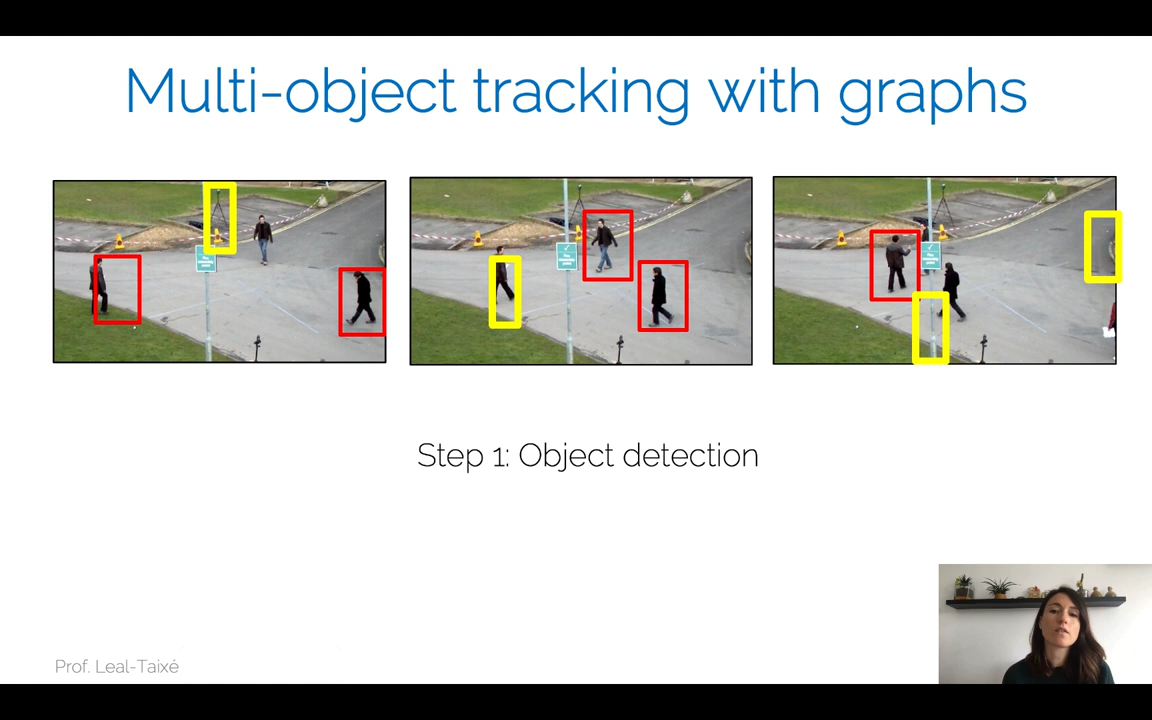 Multi-object tracking with graphs
Step 1: Object detection
Prof. Leal-Taixé